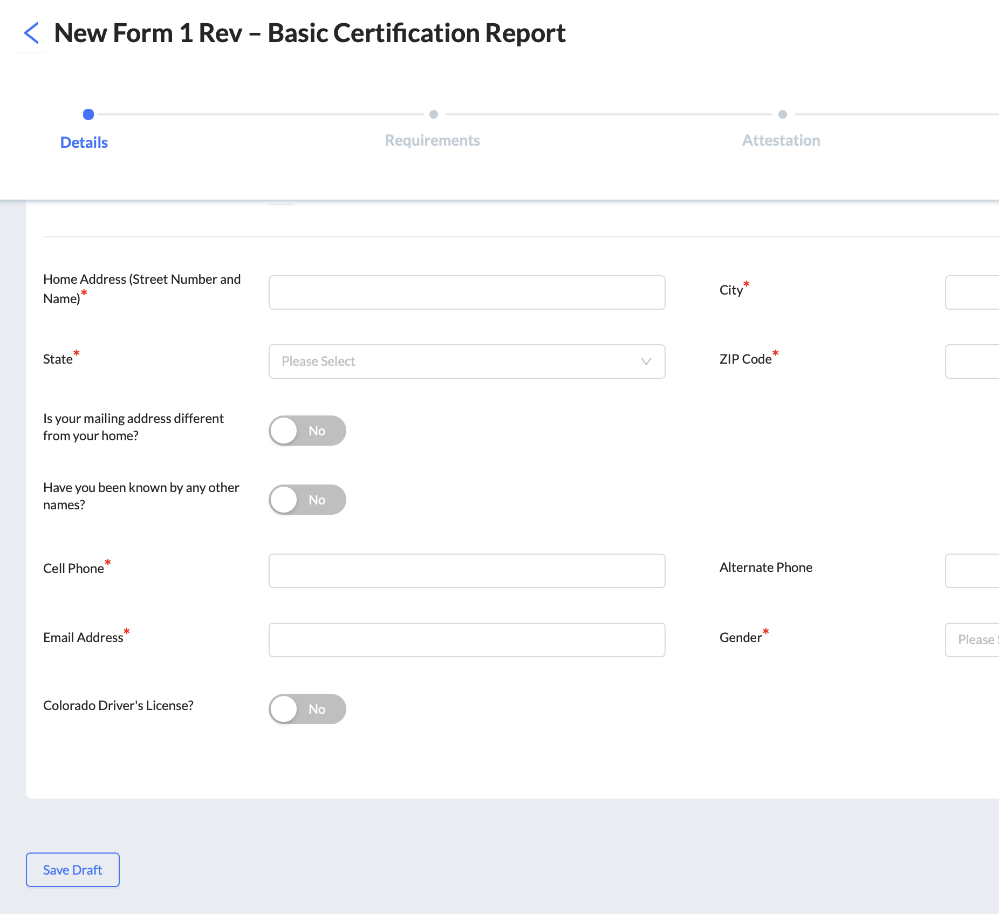 New Form 1 Rev – Basic Certification Report
Details
Requirements
Attestation
Home Address (Street Number and
Name)*
City*
State*
Please Select
ZIP Code*
Is your mailing address different
from your home?
No
Have you been known by any other
names?
No
Cell Phone*
Alternate Phone
Email Address*
Gender*
Please
Colorado Driver's License?
No
Save Draft